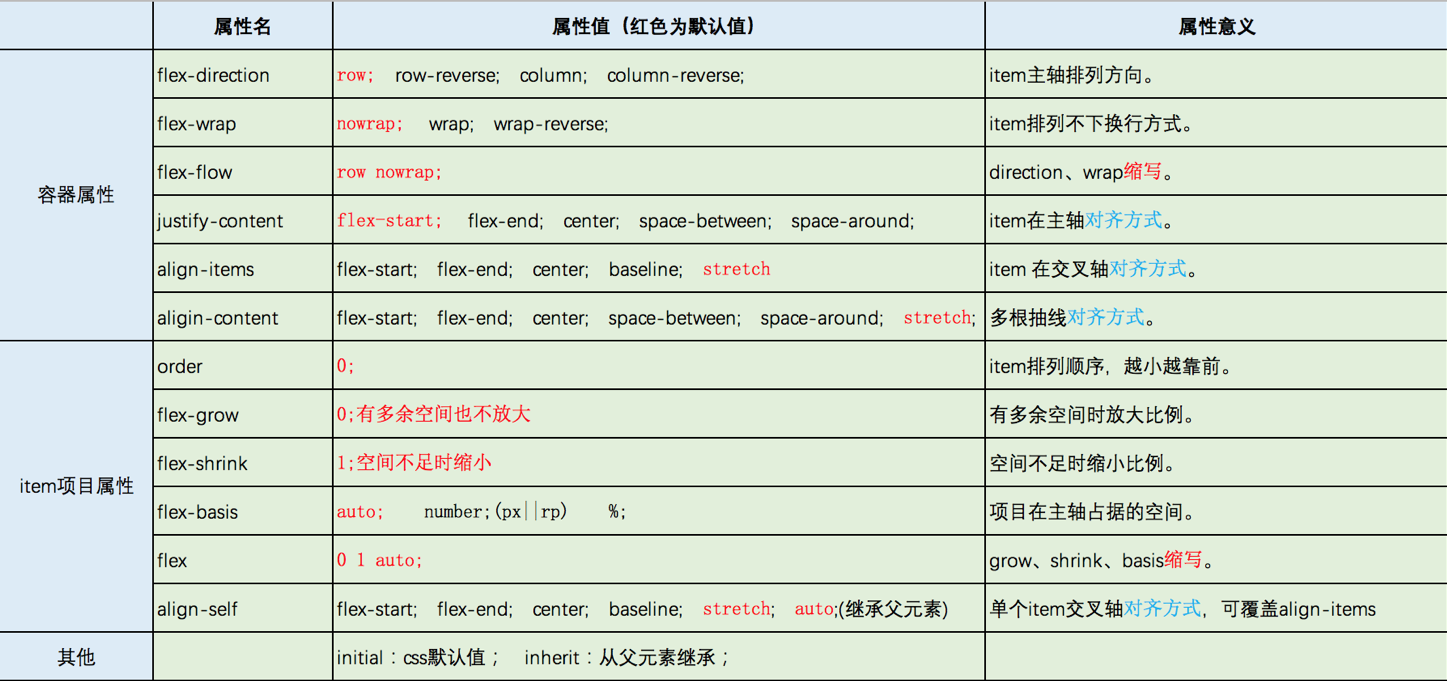 属性名 属性值（红色为默认值） 属性意义
容器属性
flex-direction row; row-reverse; column; column-reverse; item主轴排列方向。
flex-wrap nowrap; wrap; wrap-reverse; item排列不下换行方式。
flex-flow row nowrap; direction、wrap缩写。
justify-content flex-start; flex-end; center; space-between; space-around; item在主轴对齐方式。
align-items flex-start; flex-end; center; baseline; stretch item 在交叉轴对齐方式。
aligin-content flex-start; flex-end; center; space-between; space-around; stretch; 多根抽线对齐方式。
item项目属性
order 0; item排列顺序，越小越靠前。
flex-grow 0;有多余空间也不放大 有多余空间时放大比例。
flex-shrink 1;空间不足时缩小 空间不足时缩小比例。
flex-basis auto; number;(px||rp) %; 项目在主轴占据的空间。
flex 0 1 auto; grow、shrink、basis缩写。
align-self flex-start; flex-end; center; baseline; stretch; auto;(继承父元素) 单个item交叉轴对齐方式，可覆盖align-items
其他 initial：css默认值； inherit：从父元素继承；